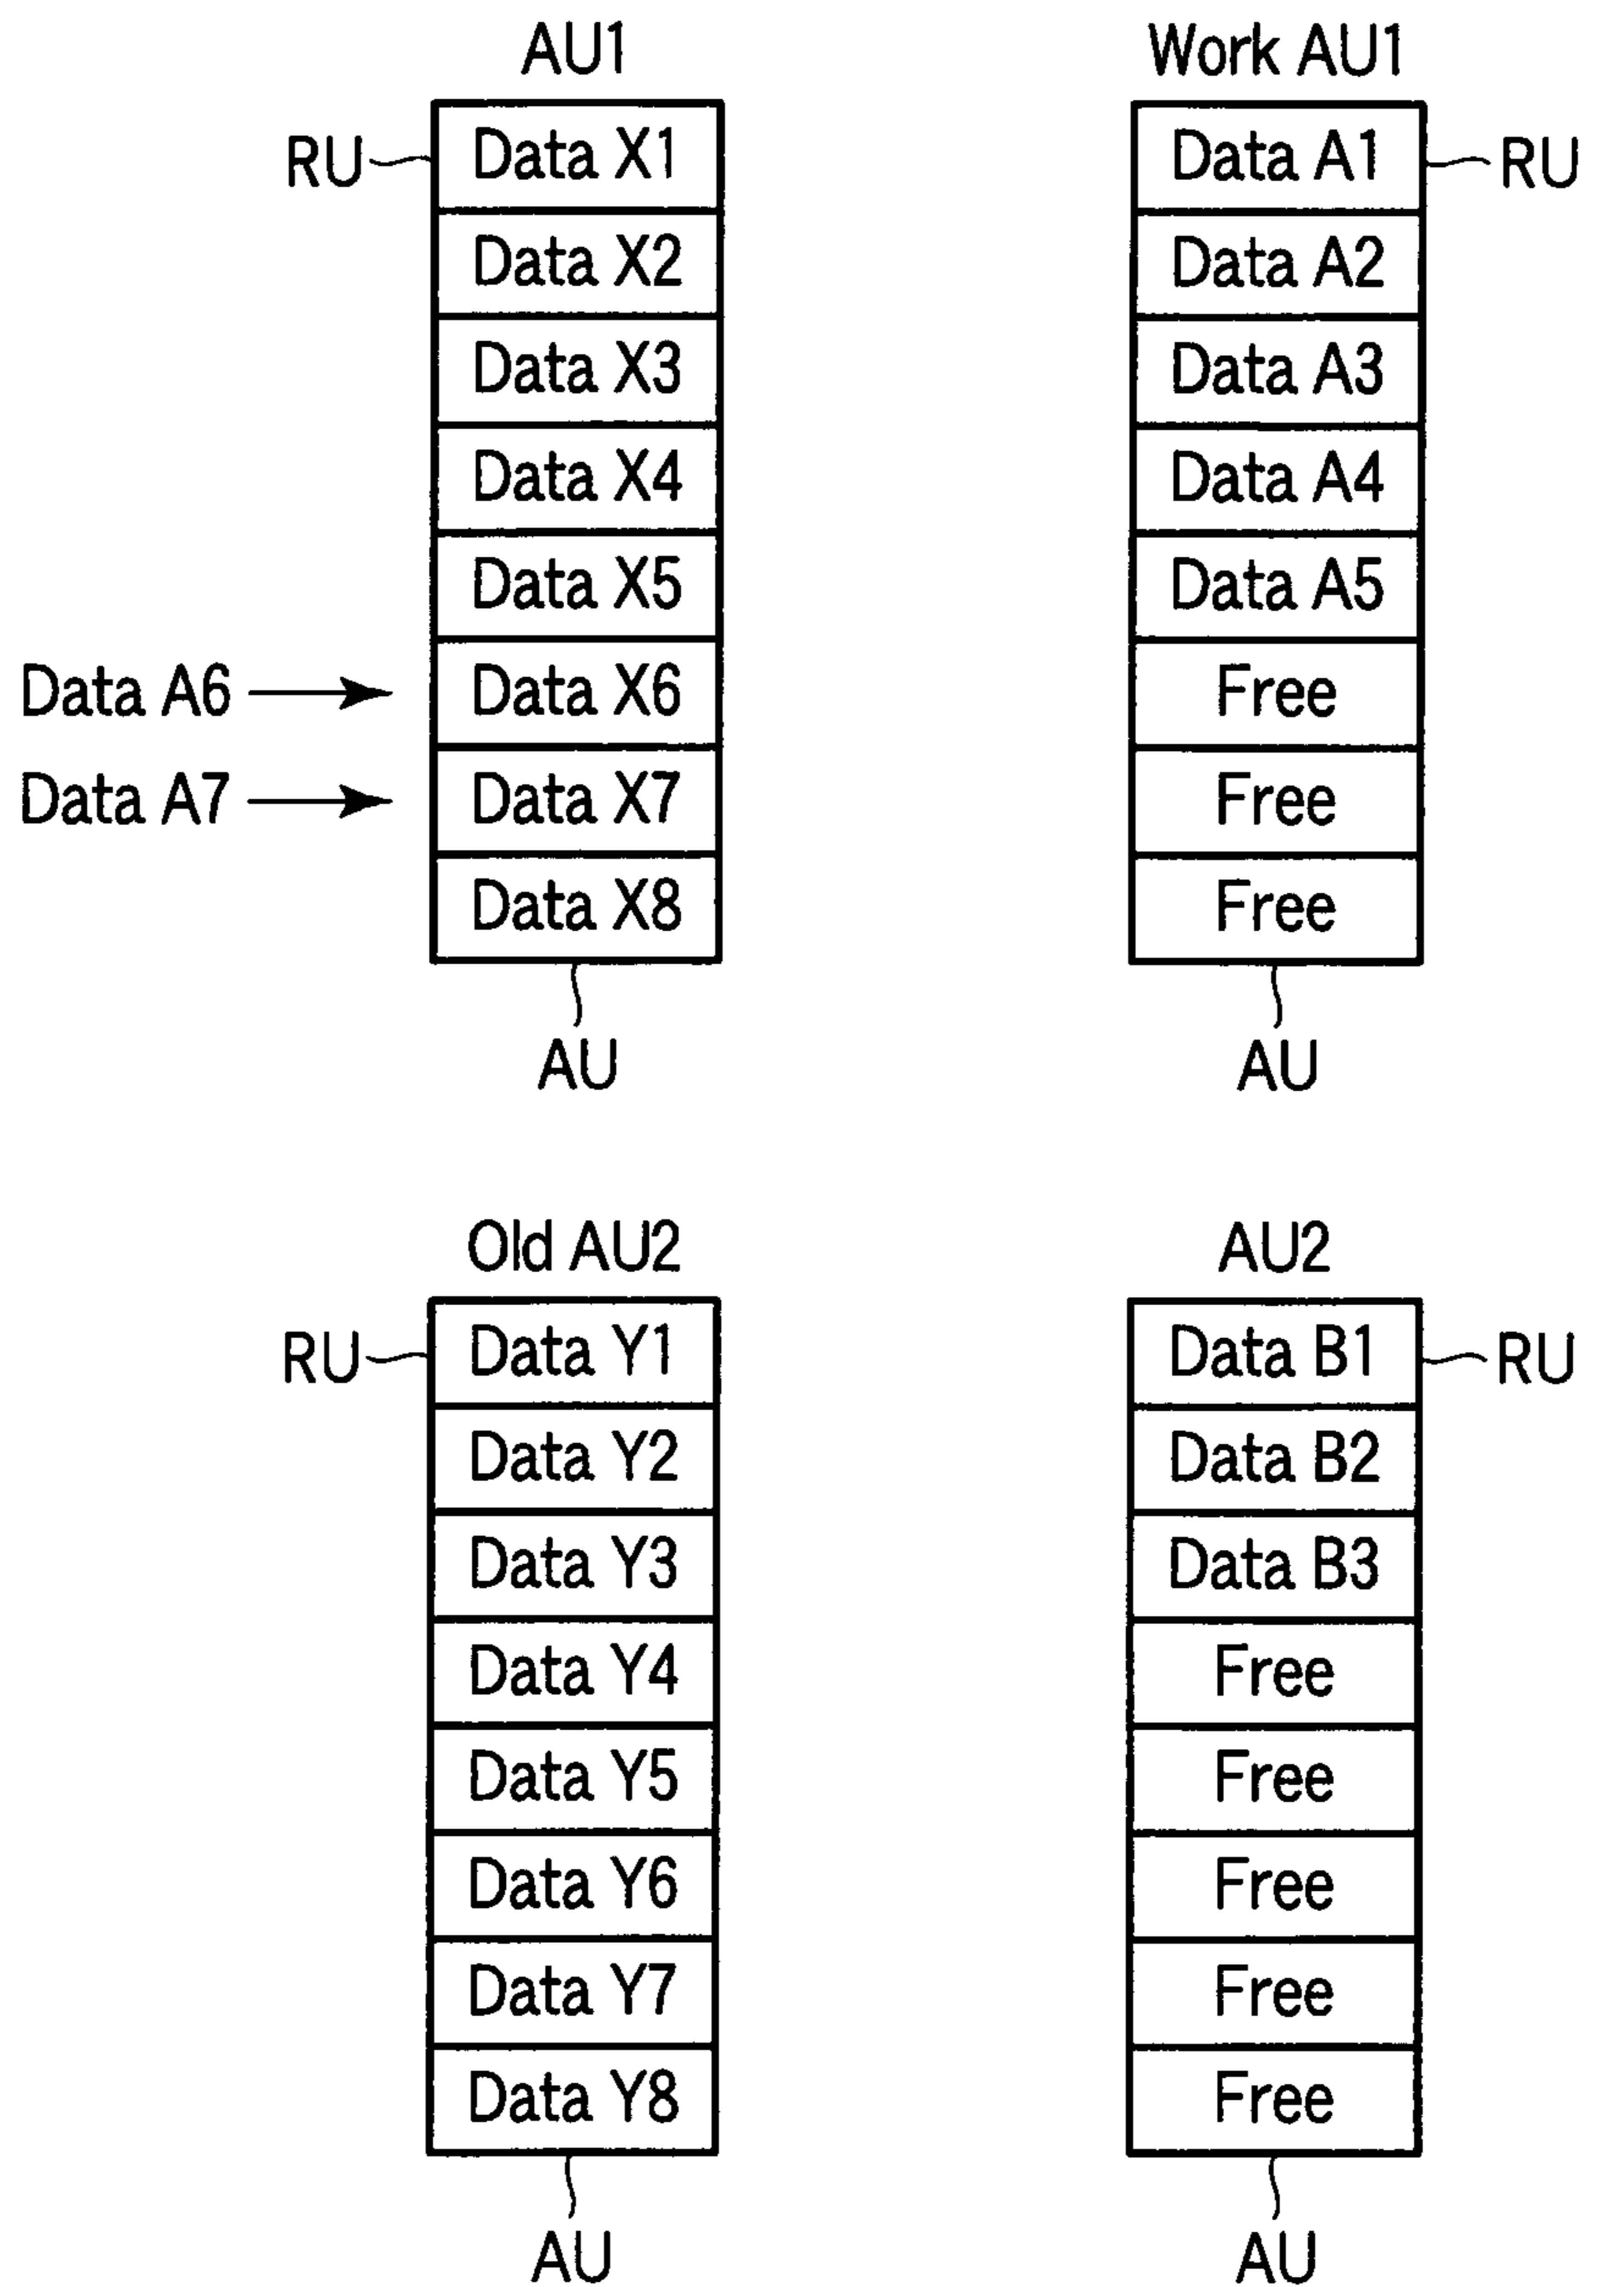 AU1
Work AU1
RU
Data X1
Data A1
RU
Data X2
Data A2
Data X3
Data A3
Data X4
Data A4
Data X5
Data A5
Data A6
Data X6
Free
Data A7
Data X7
Free
Data X8
Free
AU
AU
Old AU2
AU2
RU
Data Y1
Data B1
RU
Data Y2
Data B2
Data Y3
Data B3
Data Y4
Free
Data Y5
Free
Data Y6
Free
Data Y7
Free
Data Y8
Free
AU
AU